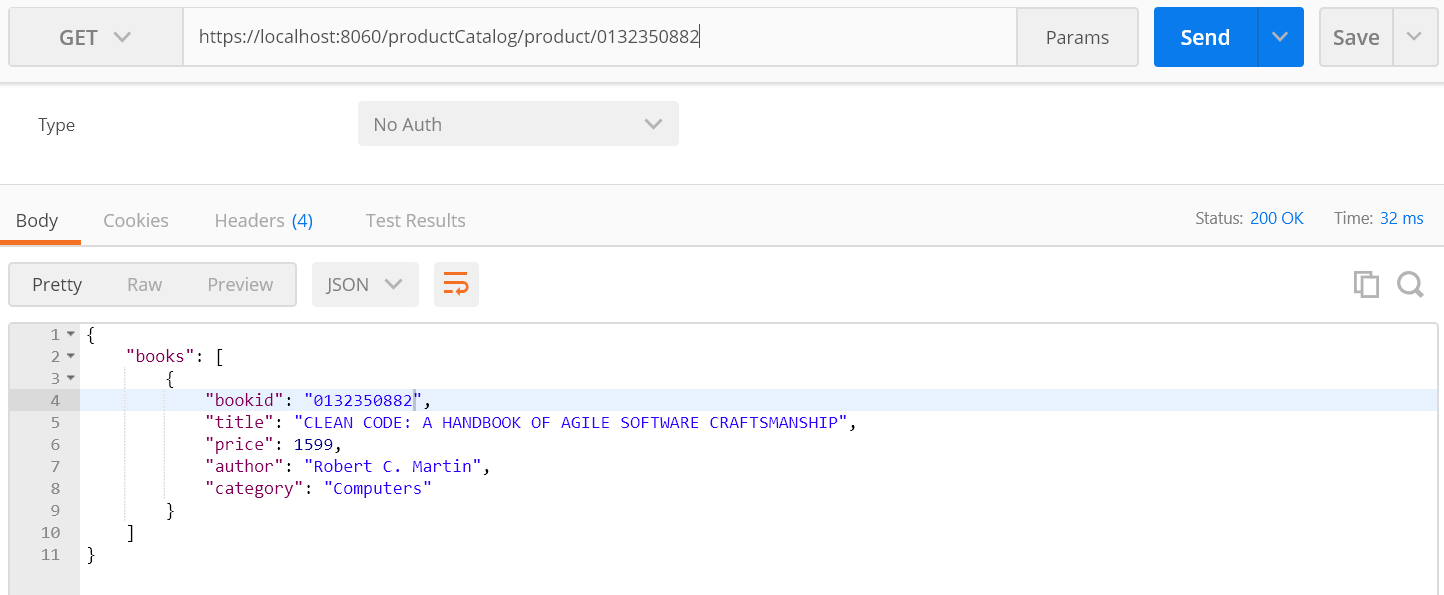 GET https://localhost:8060/productCatalog/product/0132350882 Params Send Save
Type No Auth
Body Cookies Headers (4) Test Results Status: 200 OK Time: 32 ms
Pretty Raw Preview JSON
1 {
2 "books": [
3 {
4 "bookid": "0132350882",
5 "title": "CLEAN CODE: A HANDBOOK OF AGILE SOFTWARE CRAFTSMANSHIP",
6 "price": 1599,
7 "author": "Robert C. Martin",
8 "category": "Computers"
9 }
10 ]
11 }